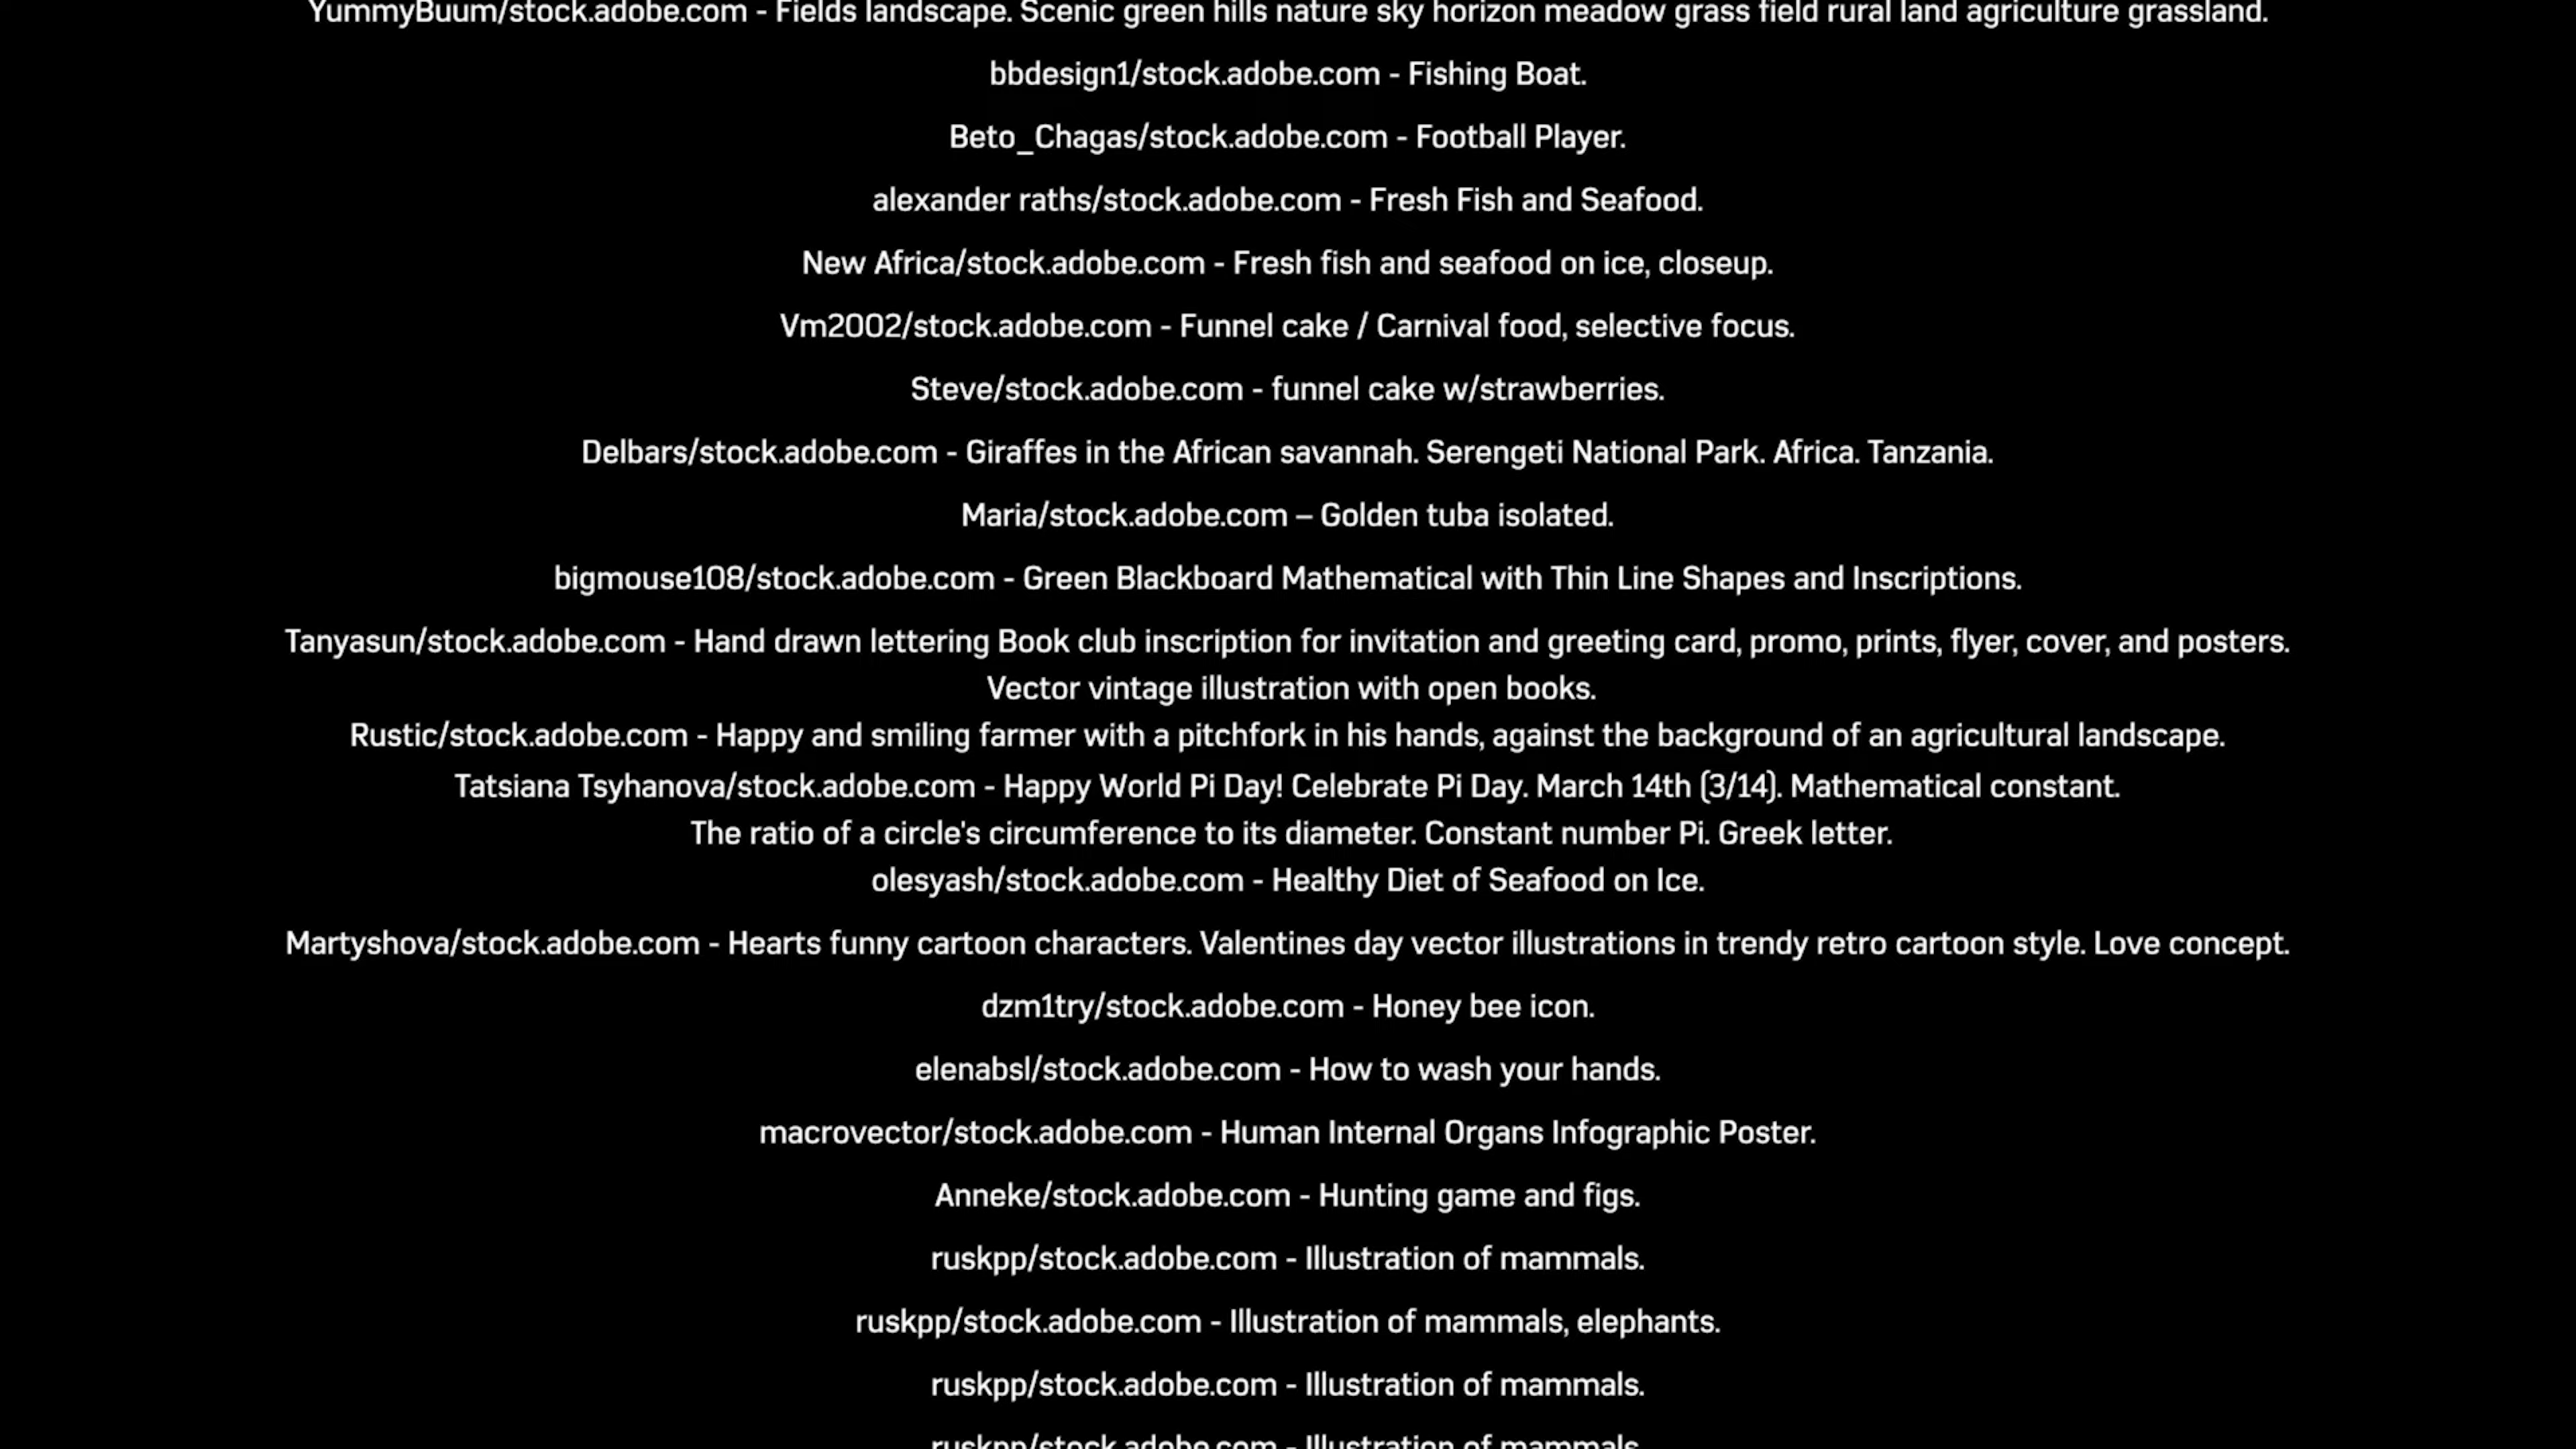 YummyBuum/stock.adobe.com - Fields landscape. Scenic green hills nature sky horizon meadow grass field rural land agriculture grassland.
bbdesign1/stock.adobe.com - Fishing Boat.
Beto_Chagas/stock.adobe.com - Football Player.
alexander raths/stock.adobe.com - Fresh Fish and Seafood.
New Africa/stock.adobe.com - Fresh fish and seafood on ice, closeup.
Vm2002/stock.adobe.com - Funnel cake / Carnival food, selective focus.
Steve/stock.adobe.com - funnel cake w/strawberries.
Delbars/stock.adobe.com - Giraffes in the African savannah. Serengeti National Park. Africa. Tanzania.
Maria/stock.adobe.com – Golden tuba isolated.
bigmouse108/stock.adobe.com - Green Blackboard Mathematical with Thin Line Shapes and Inscriptions.
Tanyasun/stock.adobe.com - Hand drawn lettering Book club inscription for invitation and greeting card, promo, prints, flyer, cover, and posters.
Vector vintage illustration with open books.
Rustic/stock.adobe.com - Happy and smiling farmer with a pitchfork in his hands, against the background of an agricultural landscape.
Tatsiana Tsyhanova/stock.adobe.com - Happy World Pi Day! Celebrate Pi Day. March 14th (3/14). Mathematical constant.
The ratio of a circle's circumference to its diameter. Constant number Pi. Greek letter.
olesyash/stock.adobe.com - Healthy Diet of Seafood on Ice.
Martyshova/stock.adobe.com - Hearts funny cartoon characters. Valentines day vector illustrations in trendy retro cartoon style. Love concept.
dzm1try/stock.adobe.com - Honey bee icon.
elenabsl/stock.adobe.com - How to wash your hands.
macrovector/stock.adobe.com - Human Internal Organs Infographic Poster.
Anneke/stock.adobe.com - Hunting game and figs.
ruskpp/stock.adobe.com - Illustration of mammals.
ruskpp/stock.adobe.com - Illustration of mammals, elephants.
ruskpp/stock.adobe.com - Illustration of mammals.
ruskpp/stock.adobe.com - Illustration of mammals